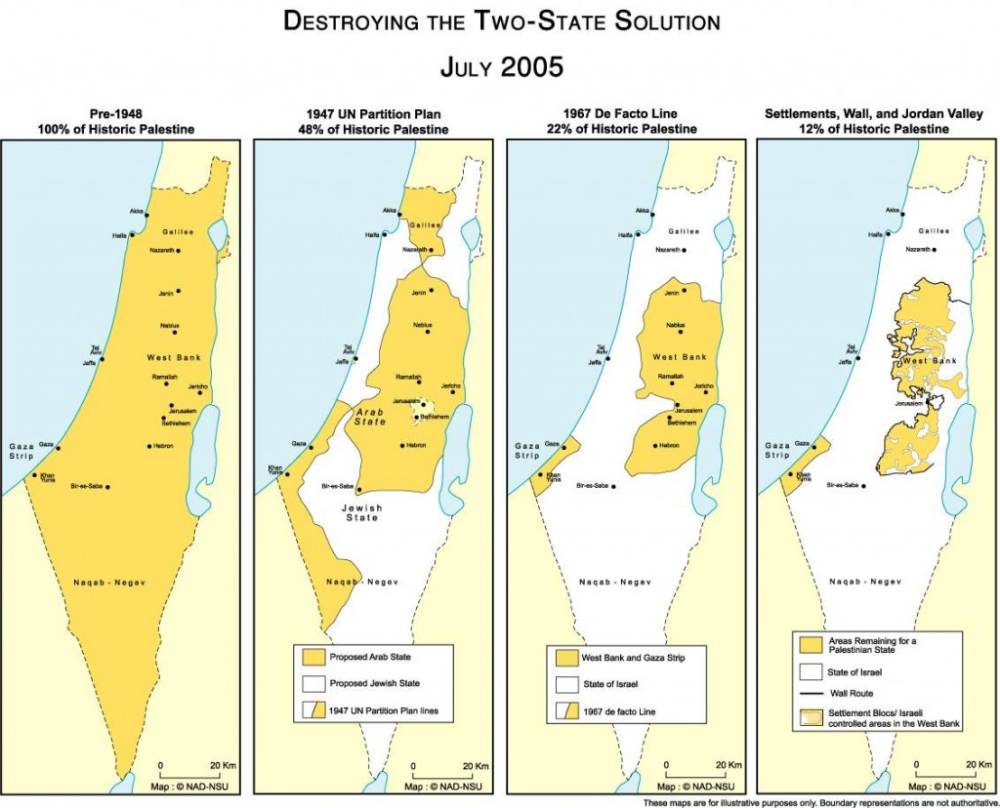 DESTROYING THE TWO-STATE SOLUTION
JULY 2005
Pre-1948
100% of Historic Palestine
Akka
Haifa
Galilee
Nazareth
Jenin
Nablus
Tel
Aviv
Jaffa
West Bank
Ramallah
Jericho
Jerusalem
Bethlehem
Gaza
Strip
Gaza
Hebron
Khan
Yunis
Bir-es-Saba
Naqab - Negev
0 20 Km
Map : © NAD-NSU
1947 UN Partition Plan
48% of Historic Palestine
Akka
Haifa
Galilee
Nazareth
Jenin
Nablus
Tel
Aviv
Jaffa
Ramallah
Jericho
Jerusalem
Arab
State
Bethlehem
Gaza
Hebron
Khan
Yunis
Bir-es-Saba
Jewish
State
Naqab - Negev
Proposed Arab State
Proposed Jewish State
1947 UN Partition Plan lines
0 20 Km
Map : © NAD-NSU
1967 De Facto Line
22% of Historic Palestine
Akka
Haifa
Galilee
Nazareth
Jenin
Nablus
Tel
Aviv
Jaffa
West Bank
Ramallah
Jericho
Jerusalem
Bethlehem
Gaza
Strip
Gaza
Hebron
Khan
Yunis
Bir-es-Saba
Naqab - Negev
West Bank and Gaza Strip
State of Israel
1967 de facto Line
0 20 Km
Map : © NAD-NSU
Settlements, Wall, and Jordan Valley
12% of Historic Palestine
Akka
Haifa
Galilee
Nazareth
Tel
Aviv
Jaffa
West Bank
Jerusalem
Gaza
Strip
Gaza
Khan
Yunis
Bir-es-Saba
Naqab - Negev
Areas Remaining for a
Palestinian State
State of Israel
Wall Route
Settlement Blocs/ Israeli
controlled areas in the West Bank
0 20 Km
Map : © NAD-NSU
These maps are for illustrative purposes only. Boundary representations are not authoritative.